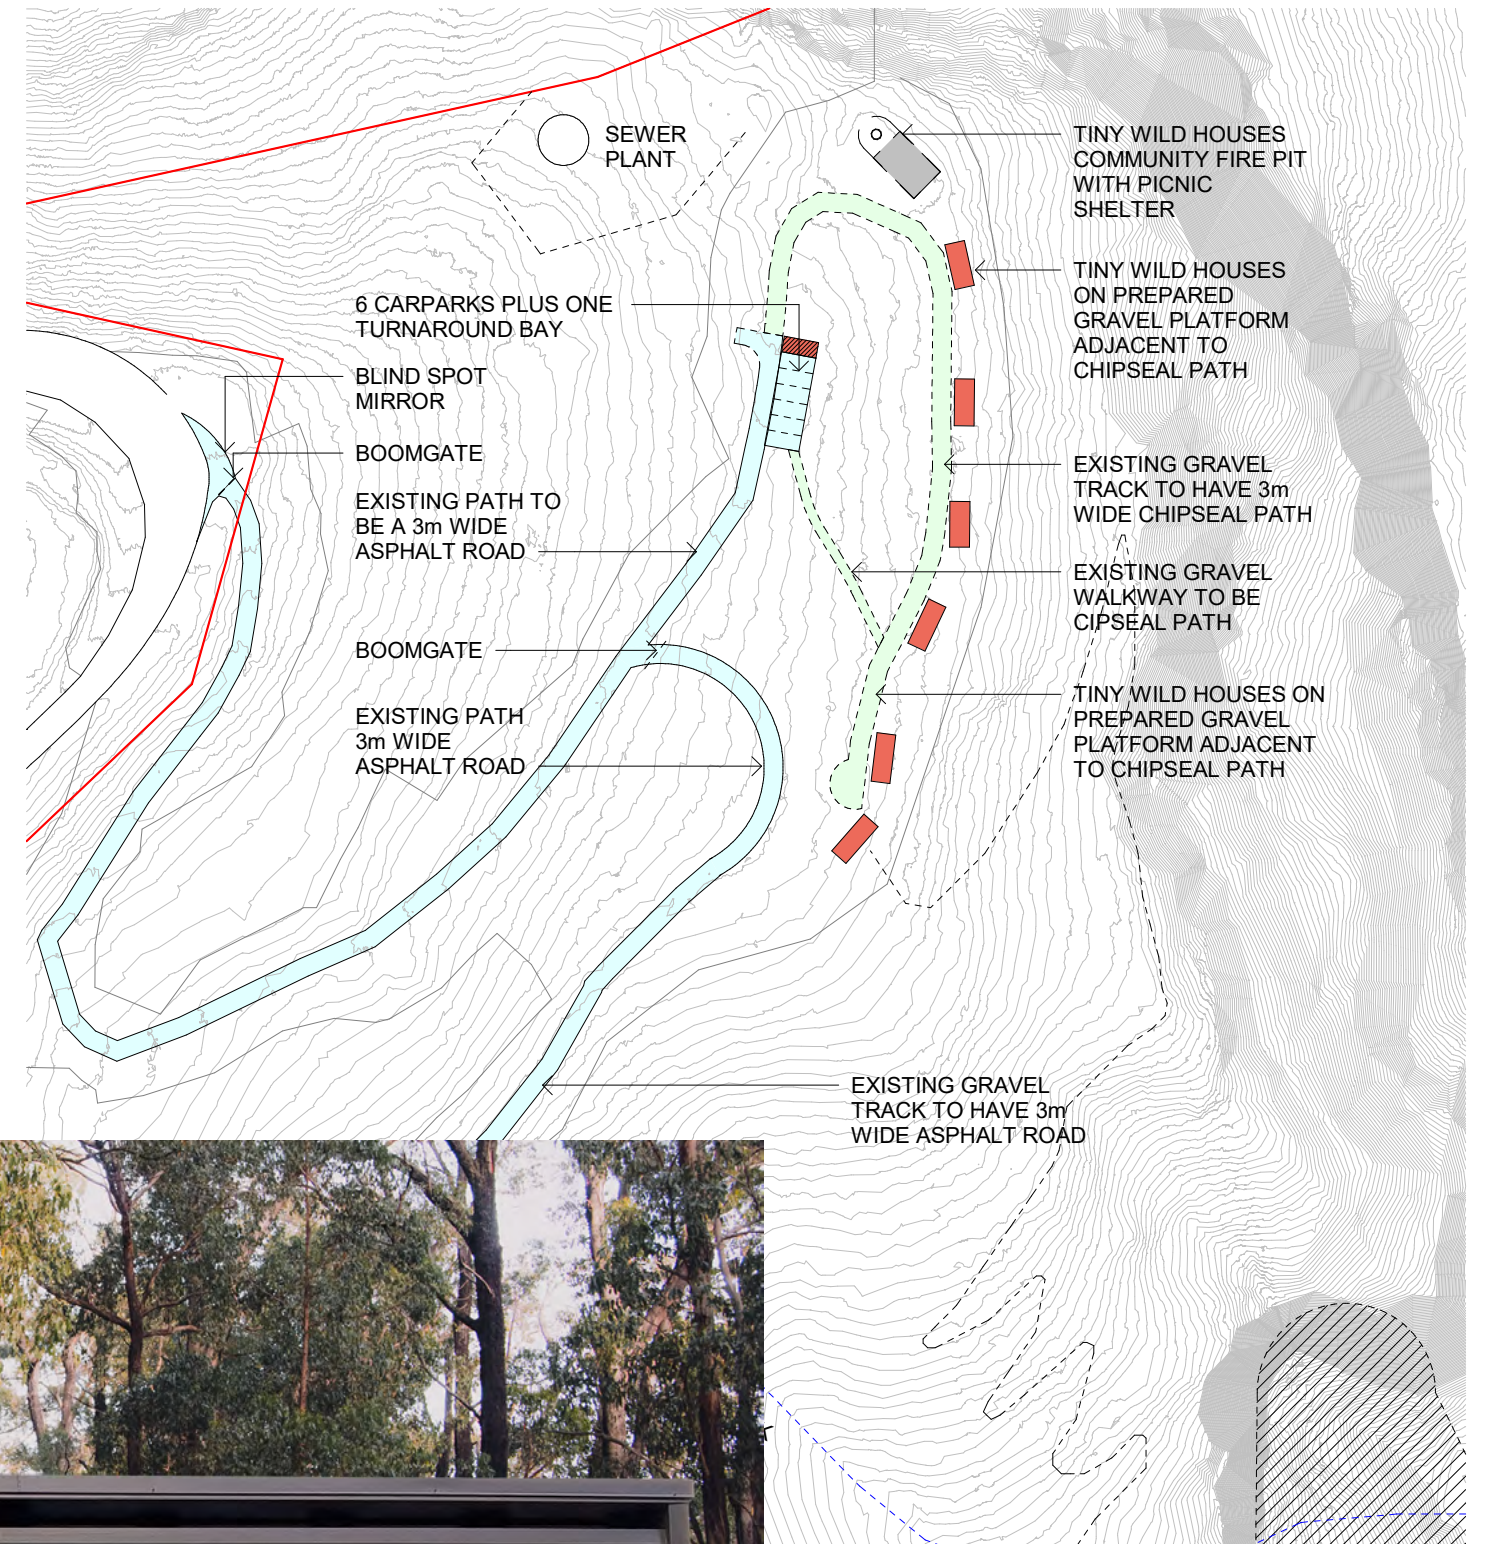 SEWER
PLANT
TINY WILD HOUSES
COMMUNITY FIRE PIT
WITH PICNIC
SHELTER
TINY WILD HOUSES
ON PREPARED
GRAVEL PLATFORM
ADJACENT TO
CHIPSEAL PATH
6 CARPARKS PLUS ONE
TURNAROUND BAY
BLIND SPOT
MIRROR
BOOMGATE
EXISTING PATH TO
BE A 3m WIDE
ASPHALT ROAD
EXISTING GRAVEL
TRACK TO HAVE 3m
WIDE CHIPSEAL PATH
EXISTING GRAVEL
WALKWAY TO BE
CIPSEAL PATH
BOOMGATE
EXISTING PATH
3m WIDE
ASPHALT ROAD
TINY WILD HOUSES ON
PREPARED GRAVEL
PLATFORM ADJACENT
TO CHIPSEAL PATH
EXISTING GRAVEL
TRACK TO HAVE 3m
WIDE ASPHALT ROAD